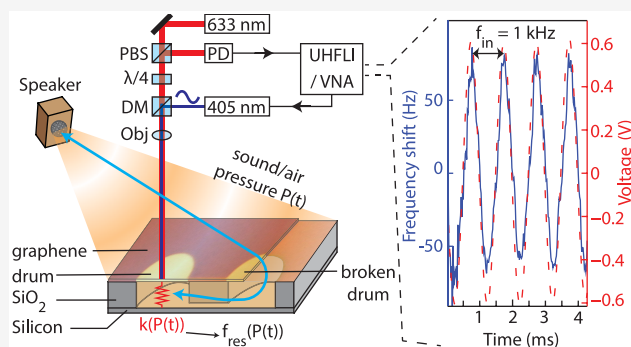 633 nm
PBS
PD
UHFLI
/ VNA
λ/4
DM
405 nm
Obj
Speaker
sound/air
pressure P(t)
graphene
drum
SiO2
Silicon
broken
drum
k(P(t))
fres(P(t))
fin = 1 kHz
Frequency shift (Hz)
50
0
-50
Voltage (V)
0.6
0.4
0.2
0
−0.2
−0.4
−0.6
1 2 3 4
Time (ms)